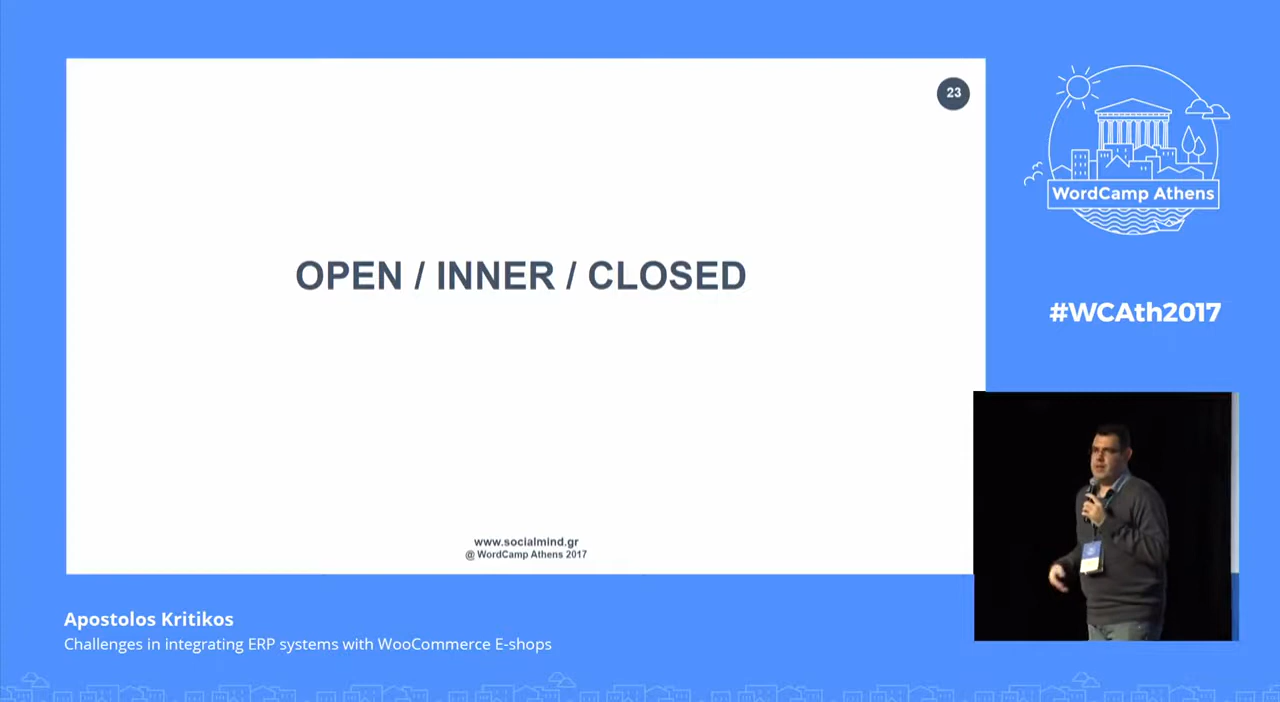 23
OPEN / INNER / CLOSED
www.socialmind.gr
@ WordCamp Athens 2017
WordCamp Athens
#WCAth2017
Apostolos Kritikos
Challenges in integrating ERP systems with WooCommerce E-shops